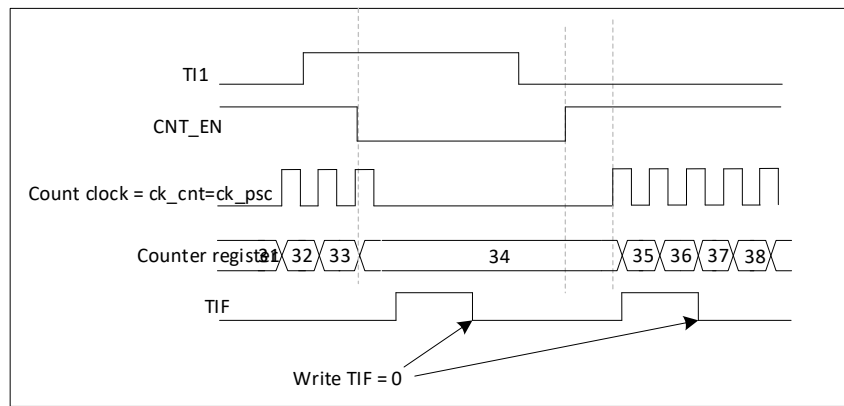 TI1
CNT_EN
Count clock = ck_cnt=ck_psc
Counter register 31 32 33 34 35 36 37 38
TIF
Write TIF = 0